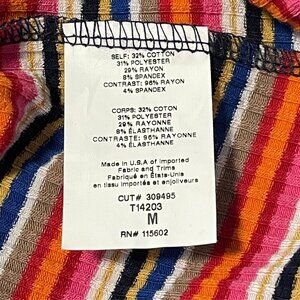 SELF: 32% COTTON
31% POLYESTER
29% RAYON
8% SPANDEX
CONTRAST: 96% RAYON
4% SPANDEX
CORPS: 32% COTON
31% POLYESTER
29% RAYONNE
8% ÉLASTHANNE
CONTRASTE: 96% RAYONNE
4% ÉLASTHANNE
Made in U.S.A of Imported
Fabric and Trims
Fabriqué en États-Unis
en tissu importés et enjoliveurs
CUT# 309495
T14203
M
RN# 115602